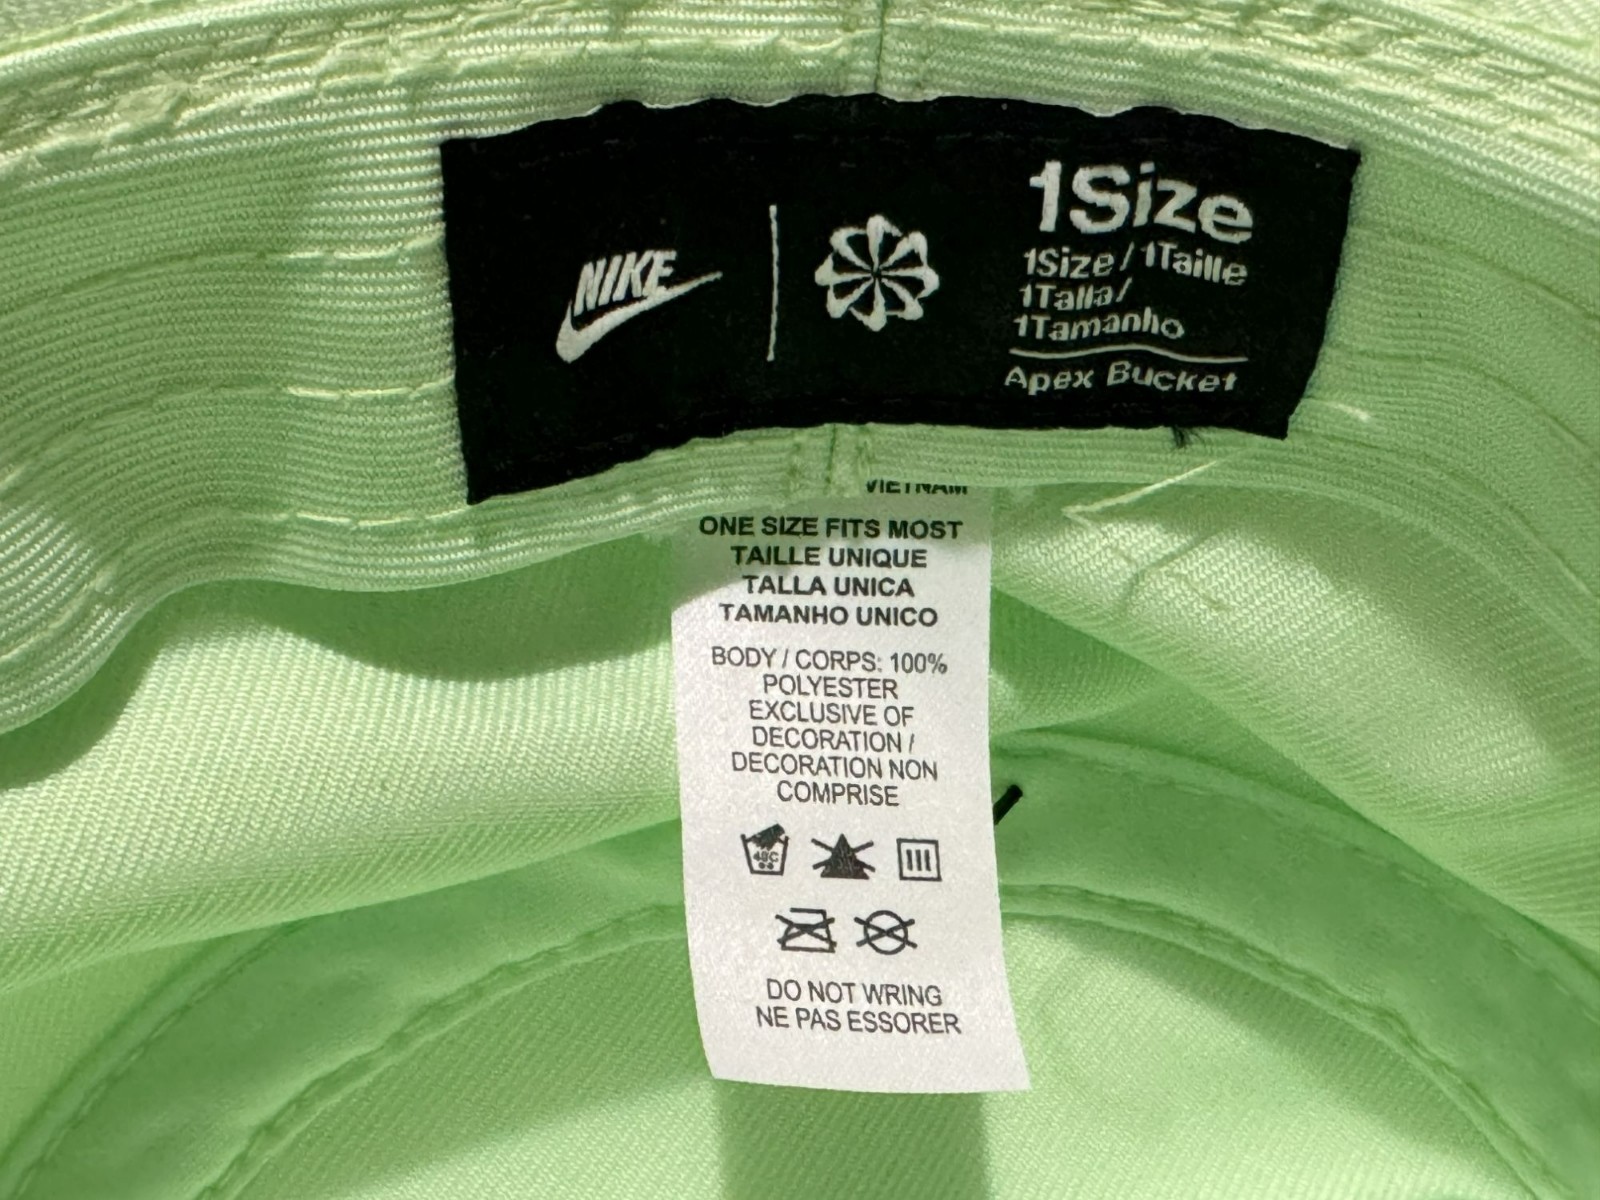 NIKE
1Size
1Size / 1Taille
1Talla/
1Tamanho
Apex Bucket
VIETNAM
ONE SIZE FITS MOST
TAILLE UNIQUE
TALLA UNICA
TAMANHO UNICO
BODY / CORPS: 100%
POLYESTER
EXCLUSIVE OF
DECORATION /
DECORATION NON
COMPRISE
DO NOT WRING
NE PAS ESSORER